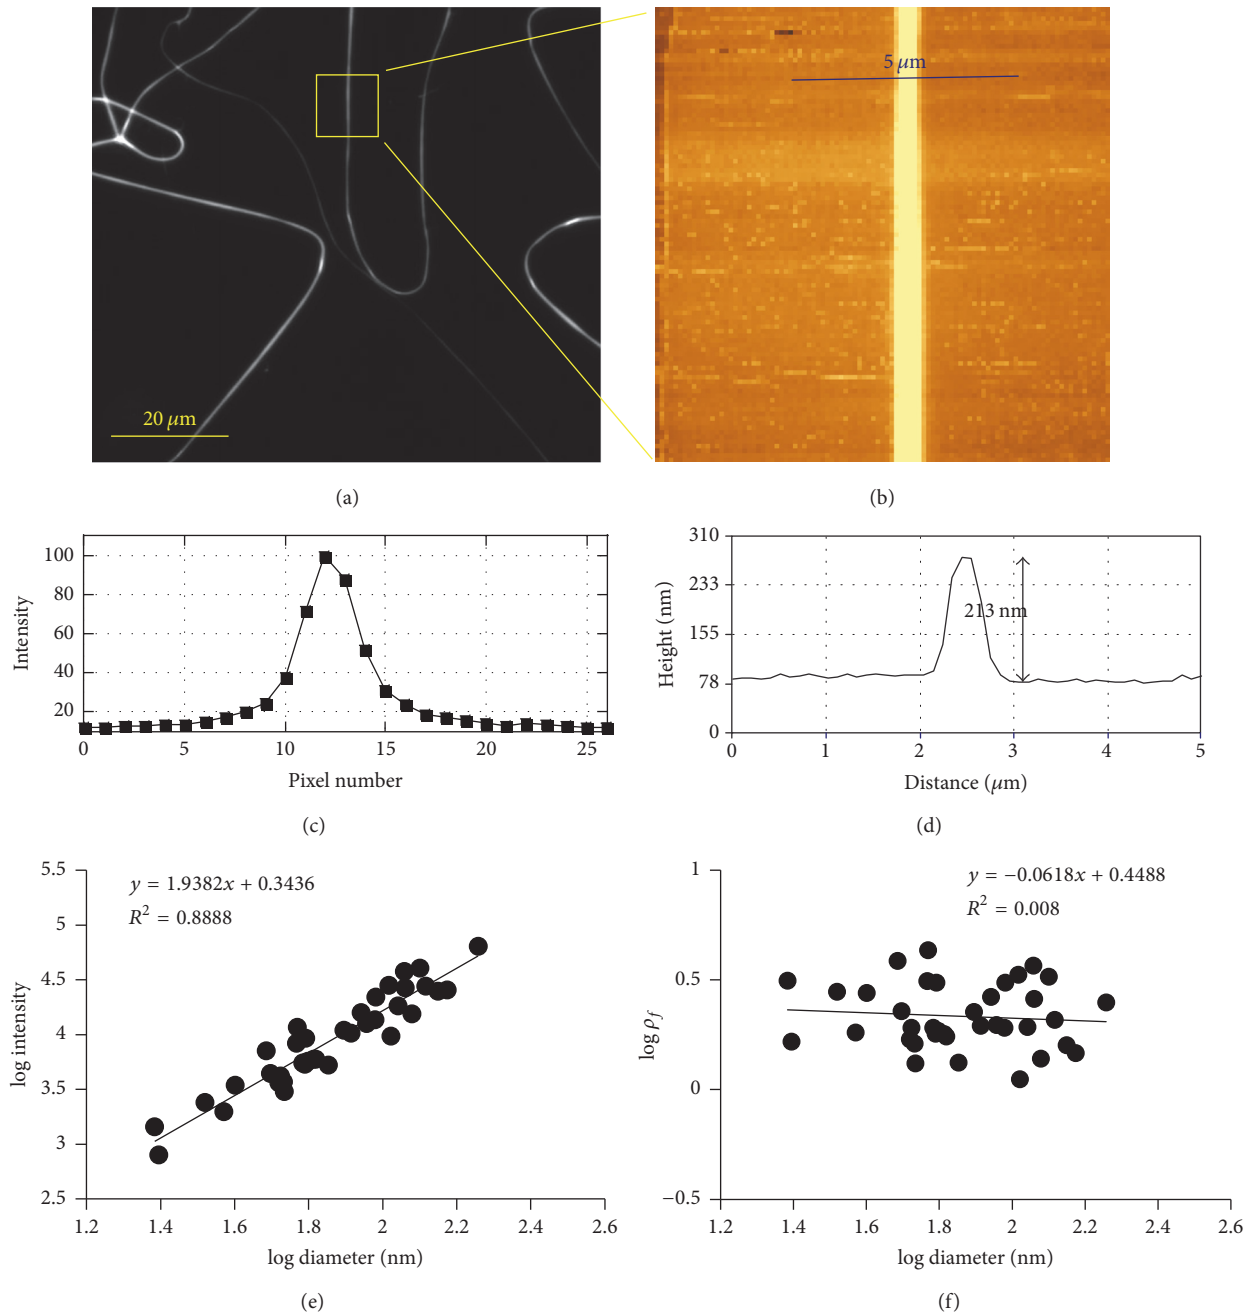 20 μm
5 μm
(a)
(b)
Intensity
100
80
60
40
20
0
5
10
15
20
25
Pixel number
(c)
Height (nm)
310
233
155
78
0
213 nm
0
1
2
3
4
5
Distance (μm)
(d)
log intensity
5.5
5
4.5
4
3.5
3
2.5
y = 1.9382x + 0.3436
R² = 0.8888
1.2
1.4
1.6
1.8
2
2.2
2.4
2.6
log diameter (nm)
(e)
log ρf
1
0.5
0
−0.5
y = −0.0618x + 0.4488
R² = 0.008
1.2
1.4
1.6
1.8
2
2.2
2.4
2.6
log diameter (nm)
(f)